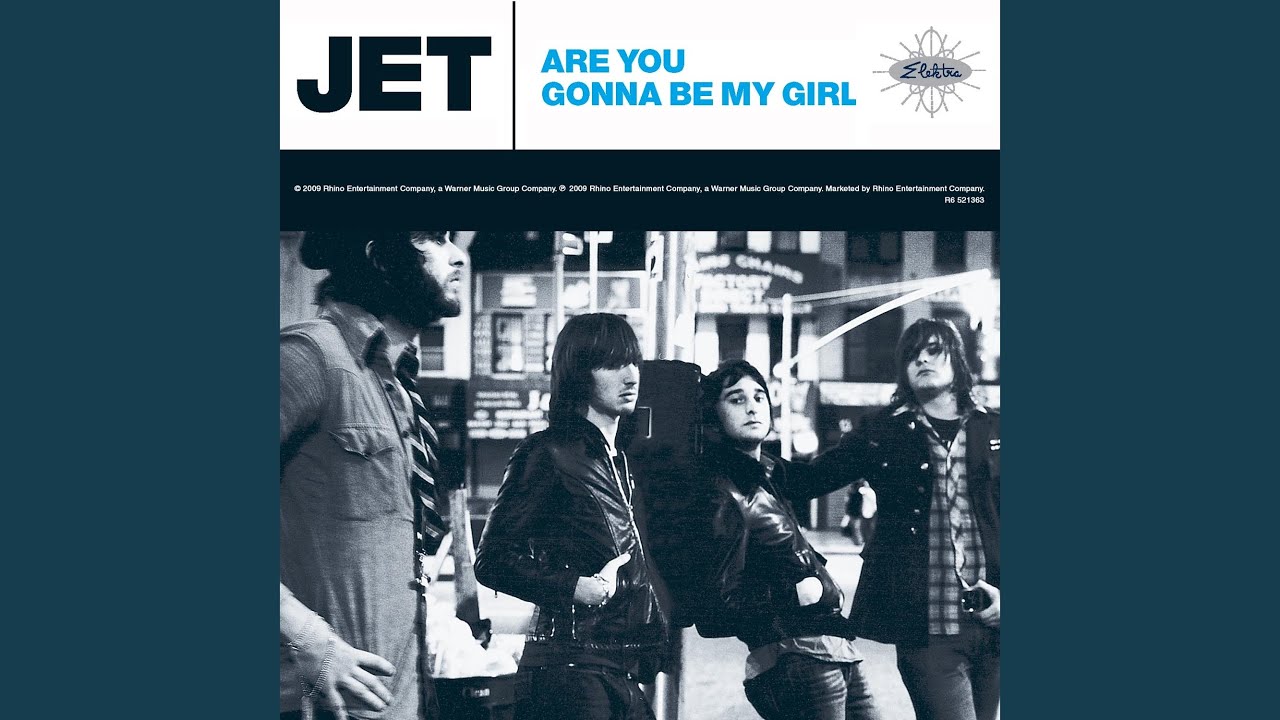 JET
ARE YOU
GONNA BE MY GIRL
Elektra
© 2009 Rhino Entertainment Company, a Warner Music Group Company. ℗ 2009 Rhino Entertainment Company, a Warner Music Group Company. Marketed by Rhino Entertainment Company.
R6 521363
CHAINS